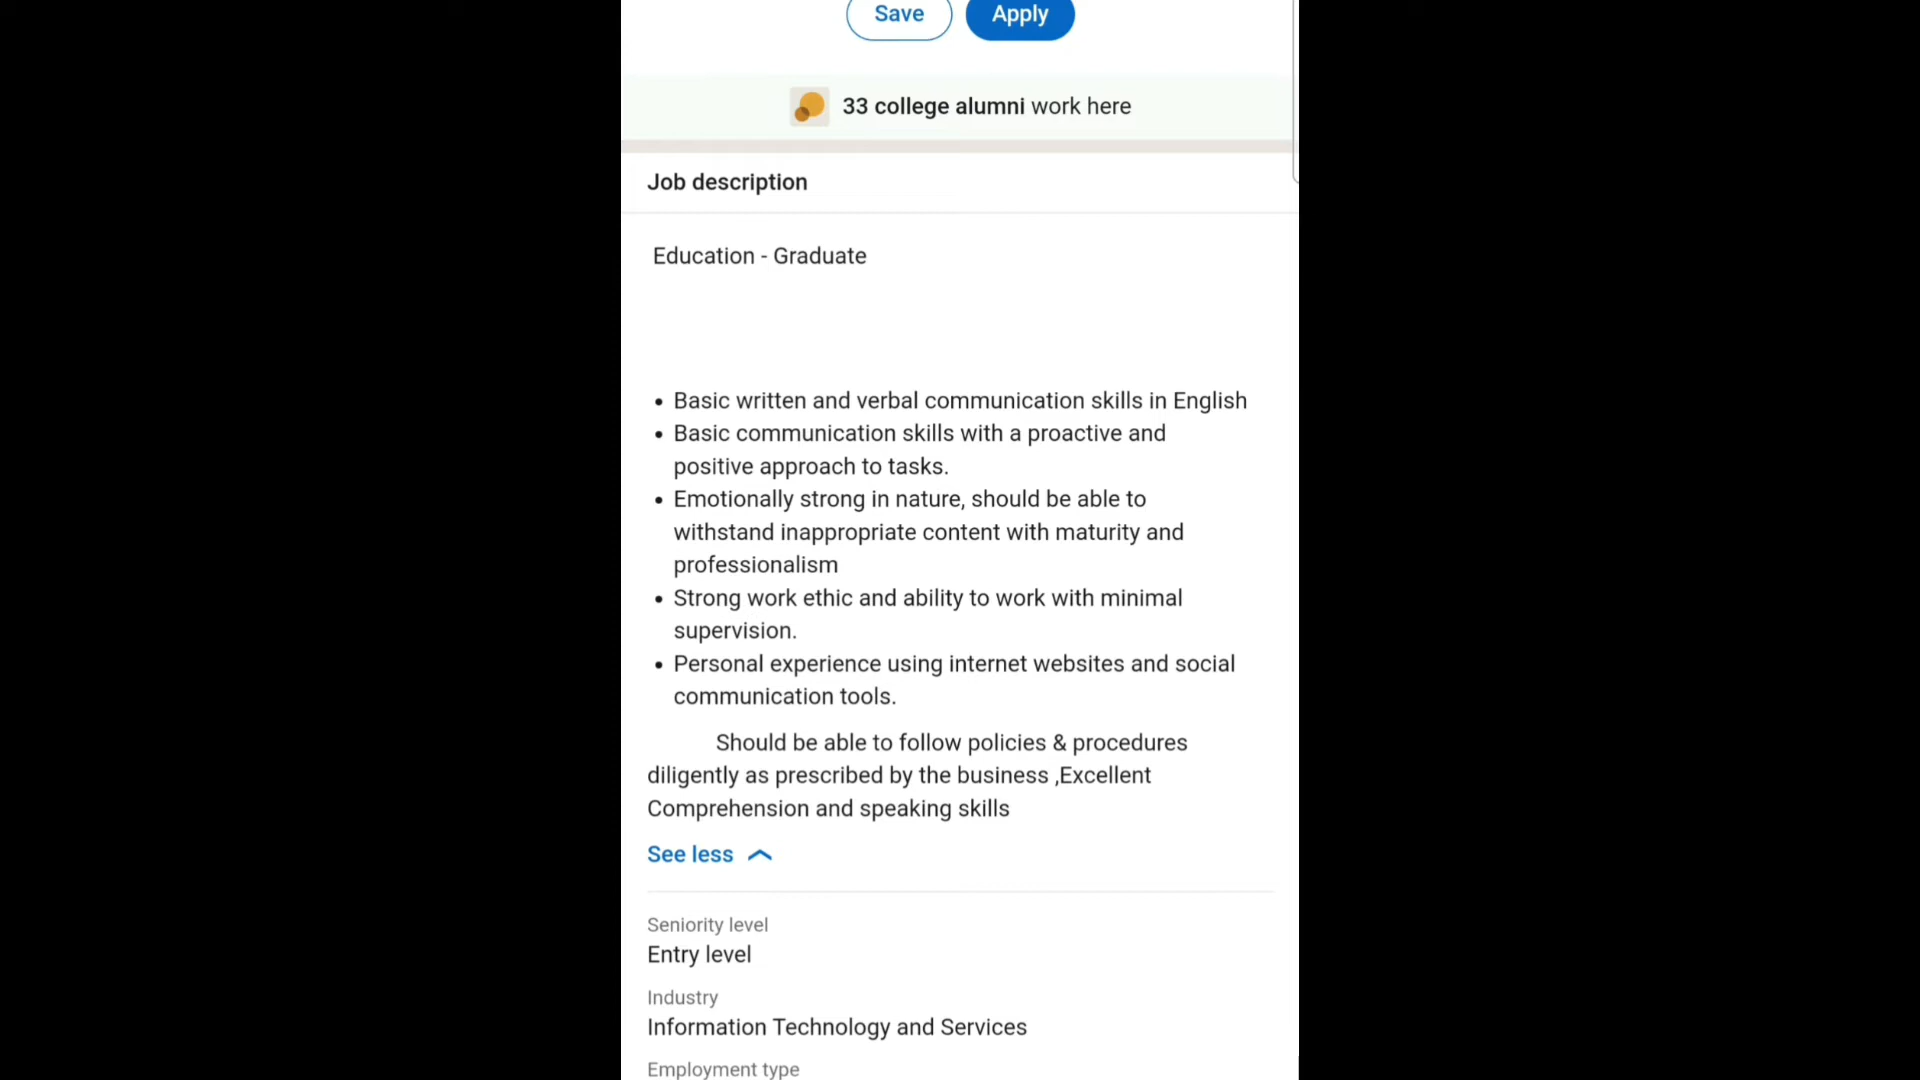 Save Apply
33 college alumni work here
Job description
Education - Graduate
• Basic written and verbal communication skills in English
• Basic communication skills with a proactive and
positive approach to tasks.
• Emotionally strong in nature, should be able to
withstand inappropriate content with maturity and
professionalism
• Strong work ethic and ability to work with minimal
supervision.
• Personal experience using internet websites and social
communication tools.
Should be able to follow policies & procedures
diligently as prescribed by the business ,Excellent
Comprehension and speaking skills
See less
Seniority level
Entry level
Industry
Information Technology and Services
Employment type